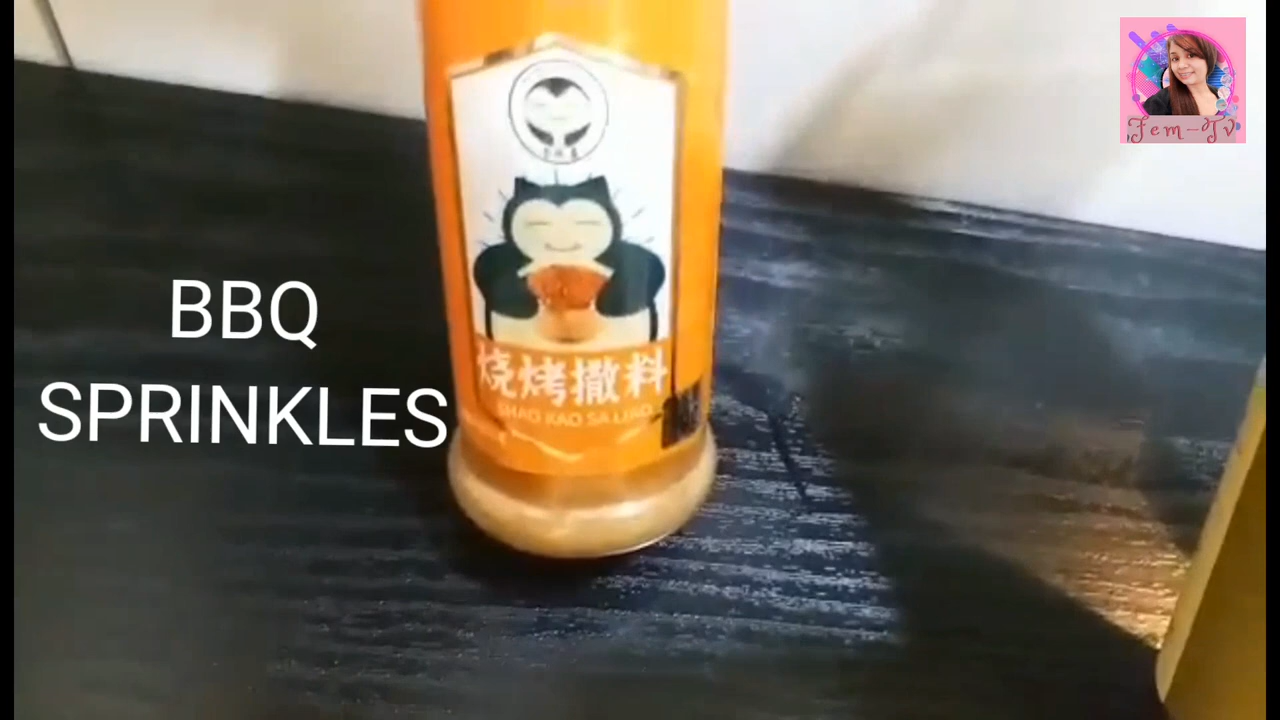 Fem-Tv
BBQ
SPRINKLES
烧烤撒料
SHAO KAO SA LIAO